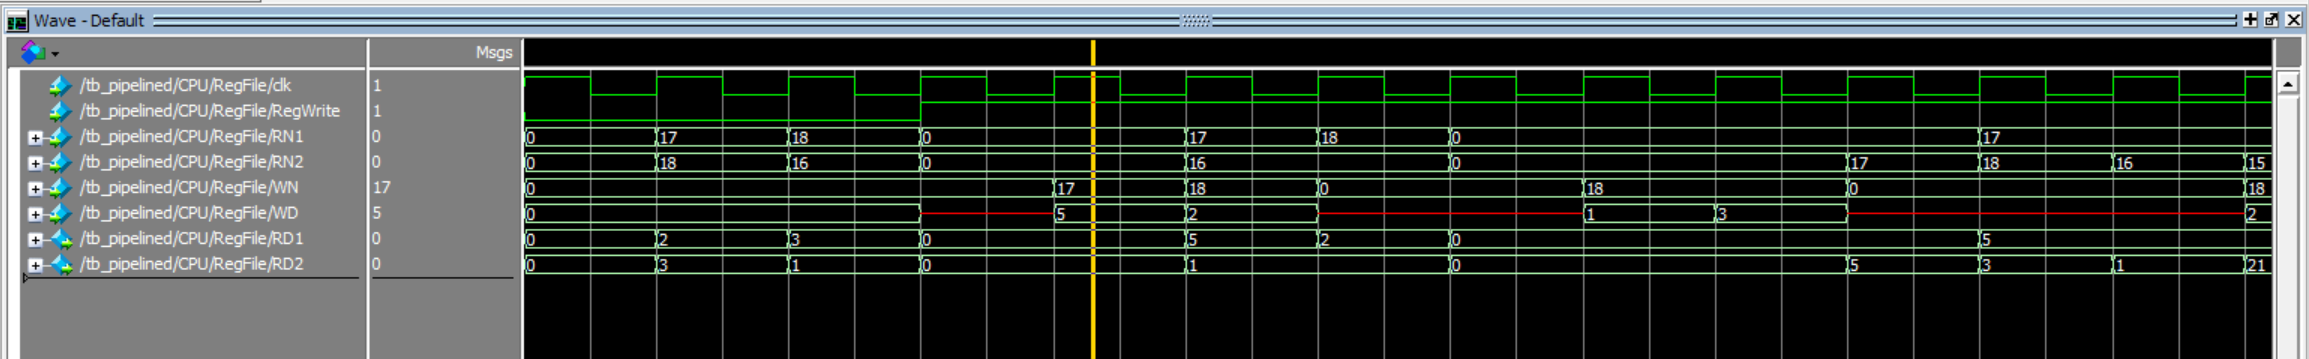 Wave - Default
Msgs
/tb_pipelined/CPU/RegFile/clk 1
/tb_pipelined/CPU/RegFile/RegWrite 1
/tb_pipelined/CPU/RegFile/RN1 0 0 17 18 0 17 18 0 17
/tb_pipelined/CPU/RegFile/RN2 0 0 18 16 0 16 0 17 18 16 15
/tb_pipelined/CPU/RegFile/WN 17 0 17 18 0 18 0 18
/tb_pipelined/CPU/RegFile/WD 5 0 5 2 1 3 2
/tb_pipelined/CPU/RegFile/RD1 0 0 2 3 0 5 2 0 5
/tb_pipelined/CPU/RegFile/RD2 0 0 3 1 0 1 0 5 3 1 21